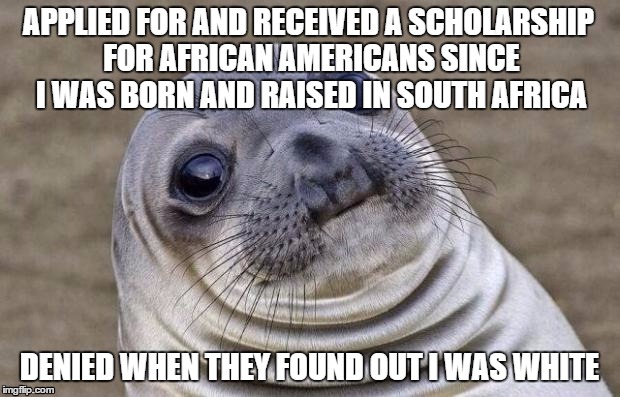 APPLIED FOR AND RECEIVED A SCHOLARSHIP
FOR AFRICAN AMERICANS SINCE
I WAS BORN AND RAISED IN SOUTH AFRICA
DENIED WHEN THEY FOUND OUT I WAS WHITE
imgflip.com